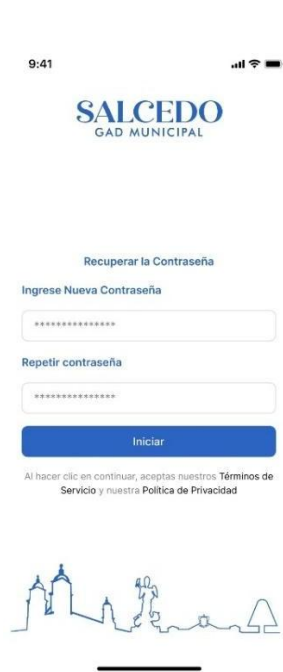 9:41
SALCEDO
GAD MUNICIPAL
Recuperar la Contraseña
Ingrese Nueva Contraseña
***************
Repetir contraseña
***************
Iniciar
Al hacer clic en continuar, aceptas nuestros Términos de
Servicio y nuestra Política de Privacidad